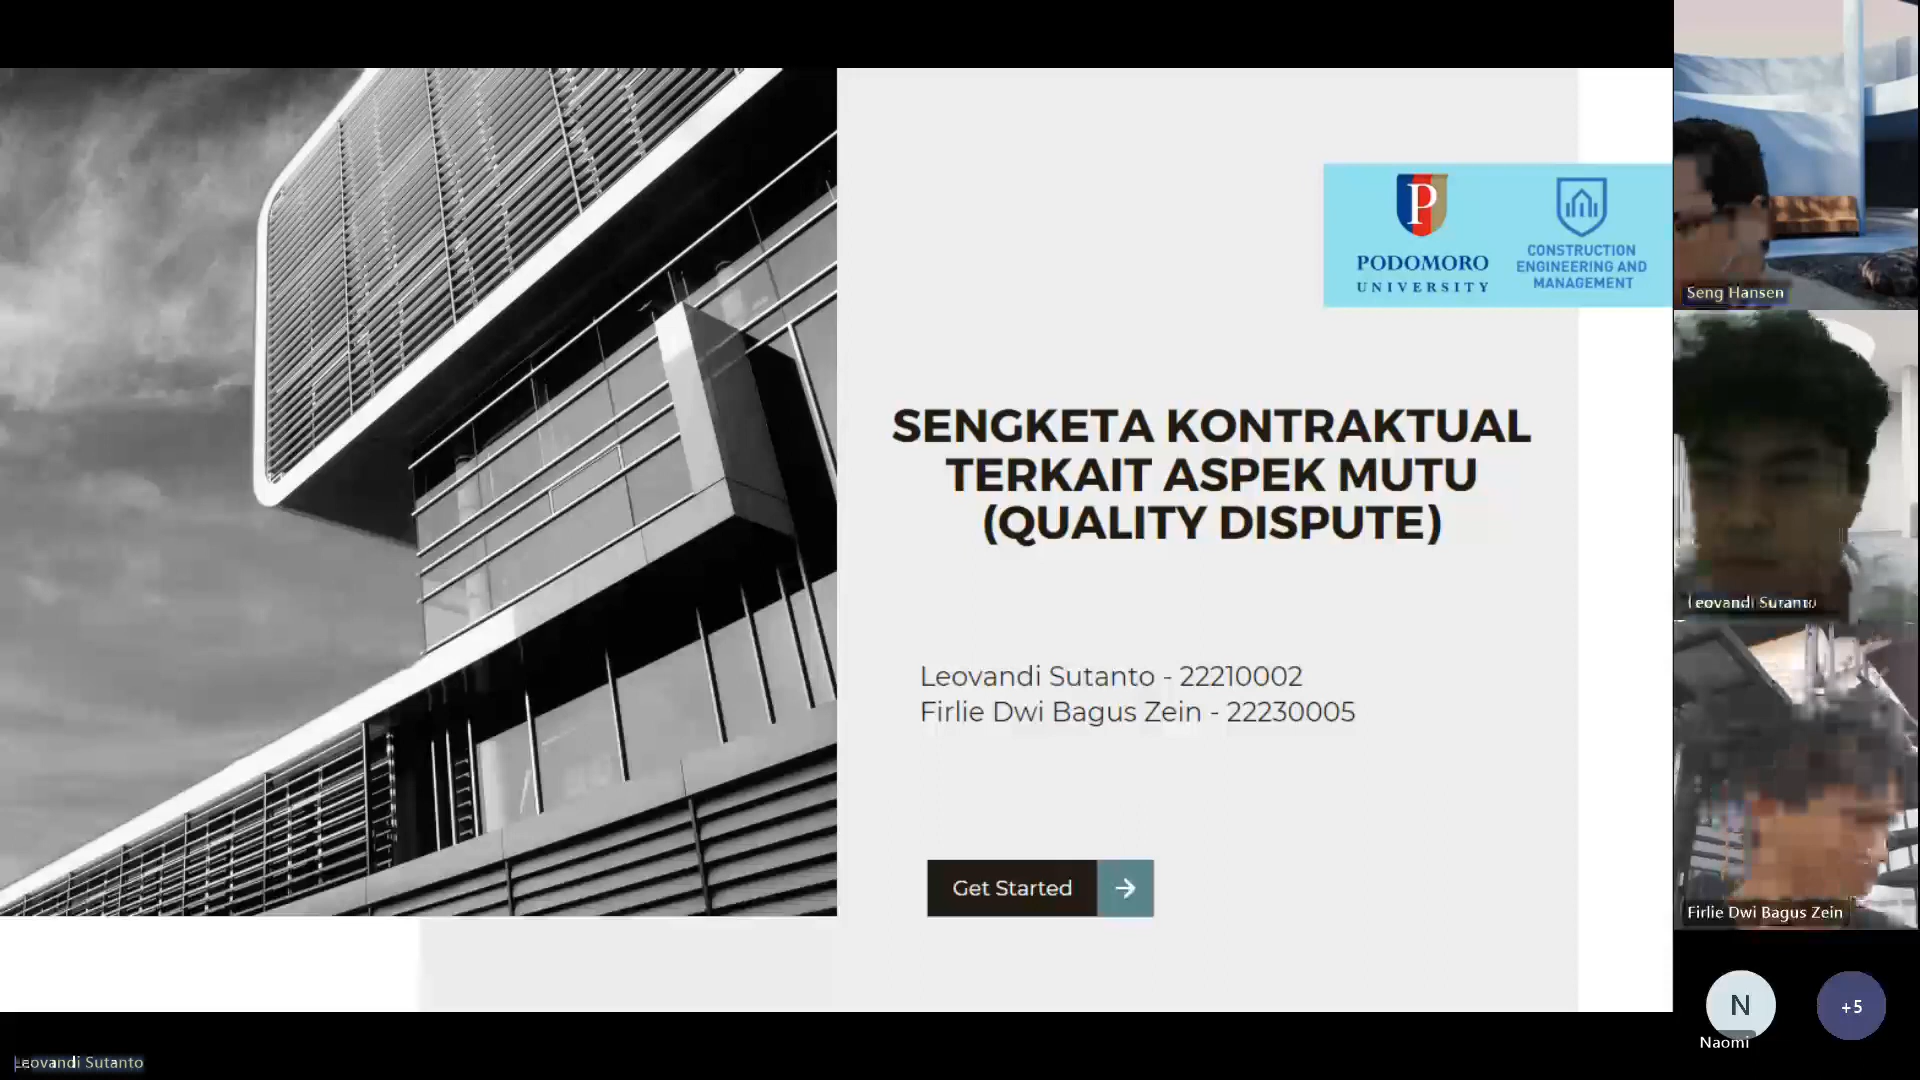 P
PODOMORO
UNIVERSITY
CONSTRUCTION
ENGINEERING AND
MANAGEMENT
SENGKETA KONTRAKTUAL
TERKAIT ASPEK MUTU
(QUALITY DISPUTE)
Leovandi Sutanto - 22210002
Firlie Dwi Bagus Zein - 22230005
Get Started
Seng Hansen
Leovandi Sutanto
Firlie Dwi Bagus Zein
N
Naomi
+5
Leovandi Sutanto